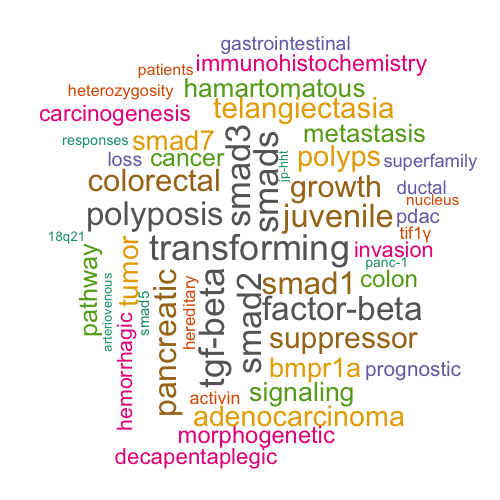 gastrointestinal
immunohistochemistry
patients
heterozygosity
hamartomatous
carcinogenesis
telangiectasia
responses
smad7
smad3
smads
metastasis
loss
cancer
jp-hht
polyps
superfamily
colorectal
growth
ductal
nucleus
polyposis
juvenile
pdac
tif1γ
18q21
transforming
invasion
panc-1
pathway
arteriovenous
tumor
smad5
pancreatic
hereditary
tgf-beta
smad2
smad1
colon
factor-beta
hemorrhagic
suppressor
bmpr1a
prognostic
activin
signaling
adenocarcinoma
morphogenetic
decapentaplegic